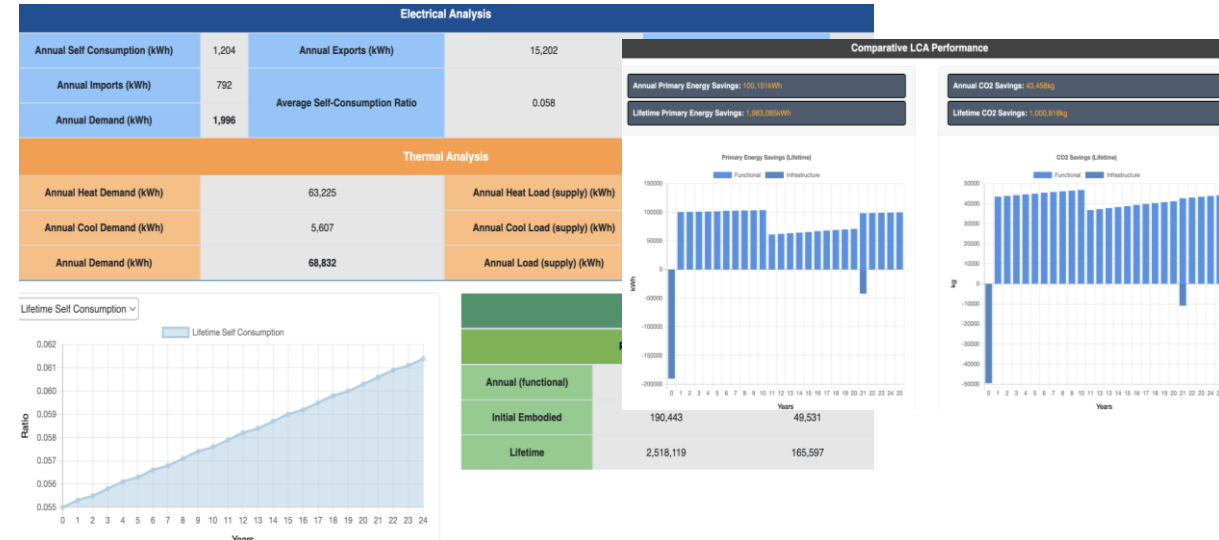 Electrical Analysis
Annual Self Consumption (kWh) 1,204 Annual Exports (kWh) 15,202
Annual Imports (kWh) 792
Average Self-Consumption Ratio 0.058
Annual Demand (kWh) 1,996
Thermal Analysis
Annual Heat Demand (kWh) 63,225 Annual Heat Load (supply) (kWh)
Annual Cool Demand (kWh) 5,607 Annual Cool Load (supply) (kWh)
Annual Demand (kWh) 68,832 Annual Load (supply) (kWh)
Lifetime Self Consumption
Lifetime Self Consumption
0.062
0.061
0.060
0.059
0.058
0.057
0.056
0.055
Ratio
0 1 2 3 4 5 6 7 8 9 10 11 12 13 14 15 16 17 18 19 20 21 22 23 24
Years
Annual (functional)
Initial Embodied 190,443 49,531
Lifetime 2,518,119 165,597
Comparative LCA Performance
Annual Primary Energy Savings: 100,151kWh
Lifetime Primary Energy Savings: 1,963,085kWh
Primary Energy Savings (Lifetime)
Functional Infrastructure
150000
100000
50000
0
-50000
-100000
-150000
-200000
kWh
0 1 2 3 4 5 6 7 8 9 10 11 12 13 14 15 16 17 18 19 20 21 22 23 24 25
Years
Annual CO2 Savings: 43,458kg
Lifetime CO2 Savings: 1,000,818kg
CO2 Savings (Lifetime)
Functional Infrastructure
50000
40000
30000
20000
10000
0
-10000
-20000
-30000
-40000
-50000
kg
0 1 2 3 4 5 6 7 8 9 10 11 12 13 14 15 16 17 18 19 20 21 22 23 24
Years